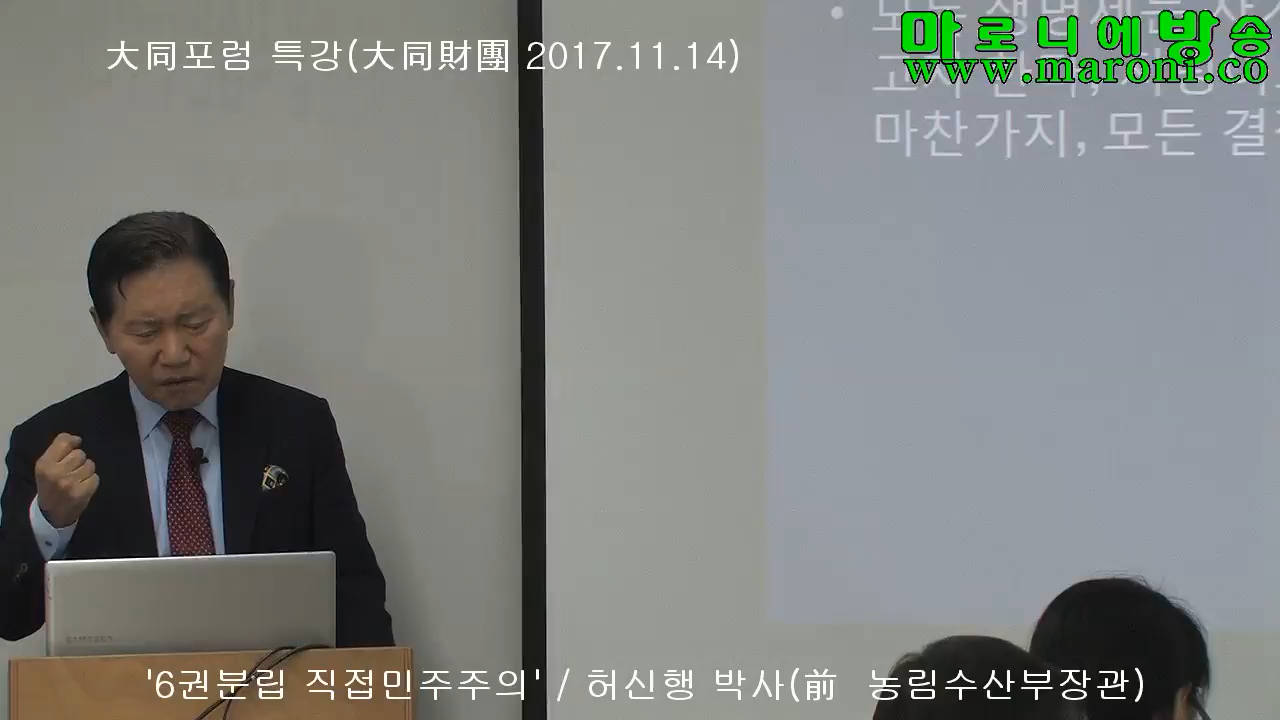 大同포럼 특강(大同財團 2017.11.14)
마로니에방송
www.maroni.co
마찬가지, 모든
'6권분립 직접민주주의' / 허신행 박사(前 농림수산부장관)